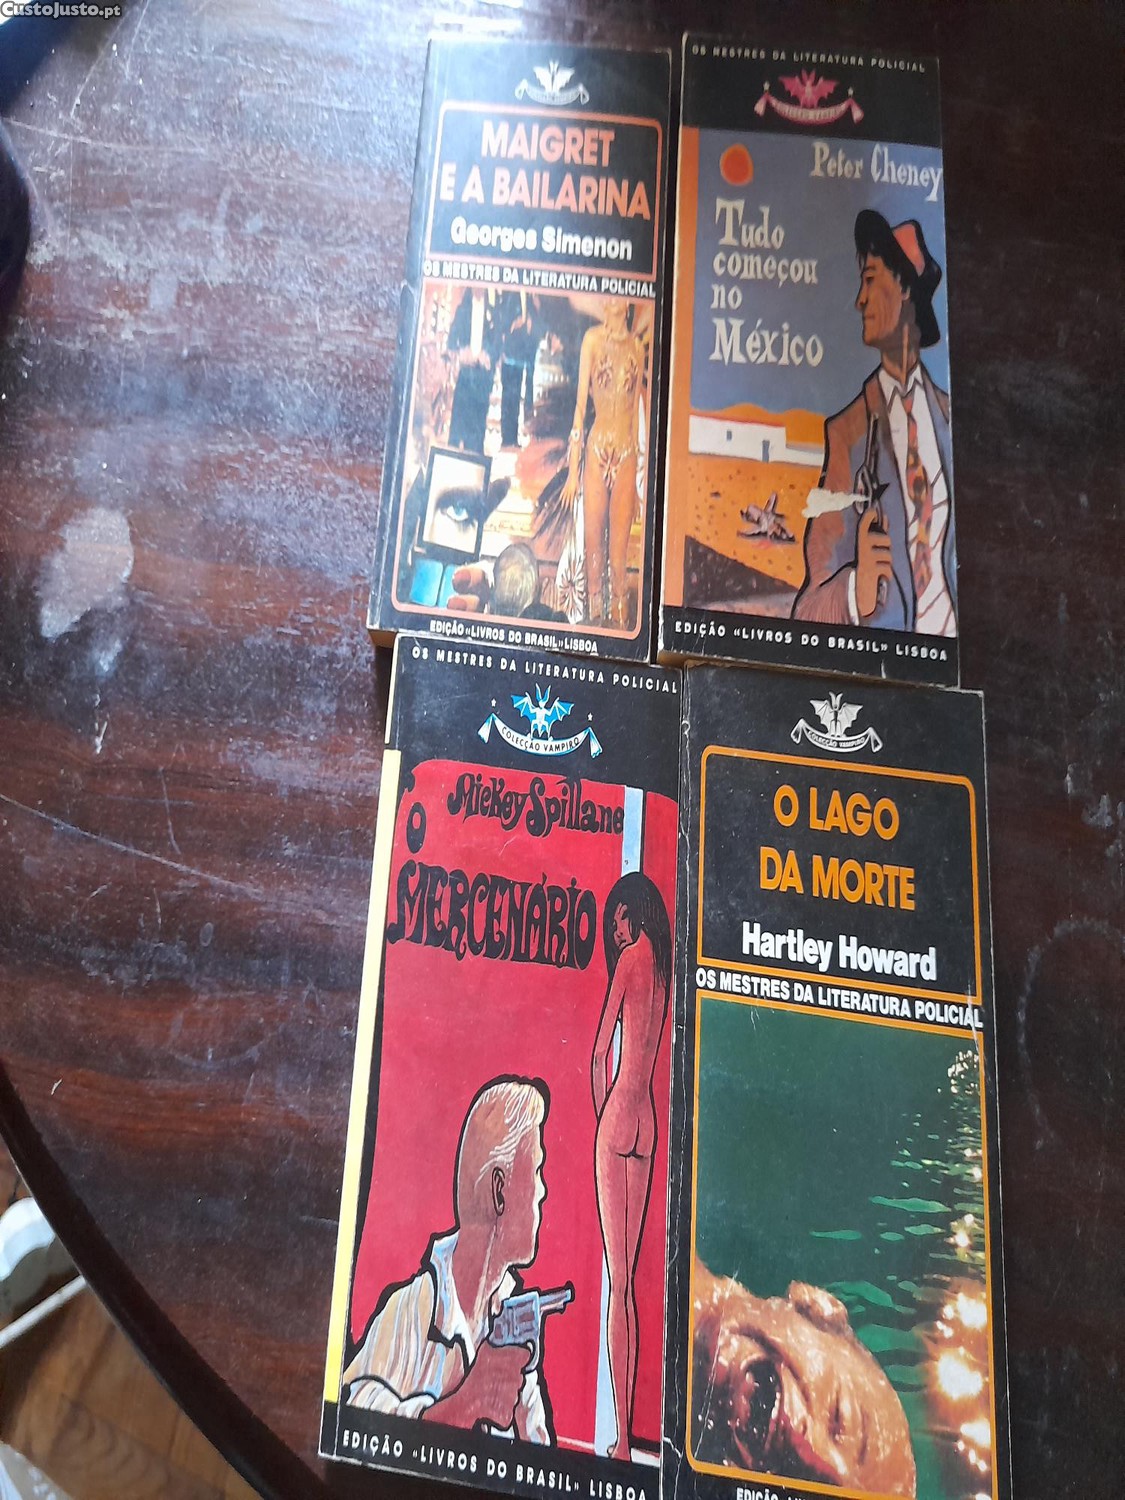 CustoJusto.pt
MAIGRET
E A BAILARINA
Georges Simenon
OS MESTRES DA LITERATURA POLICIAL
EDIÇÃO «LIVROS DO BRASIL» LISBOA
OS MESTRES DA LITERATURA POLICIAL
COLECÇÃO VAMPIRO
Peter Cheney
Tudo
começou
no
México
EDIÇÃO «LIVROS DO BRASIL» LISBOA
OS MESTRES DA LITERATURA POLICIAL
COLECÇÃO VAMPIRO
Mickey Spillane
O
MERCENÁRIO
EDIÇÃO «LIVROS DO BRASIL» LISBOA
COLECÇÃO VAMPIRO
O LAGO
DA MORTE
Hartley Howard
OS MESTRES DA LITERATURA POLICIAL
EDIÇÃO